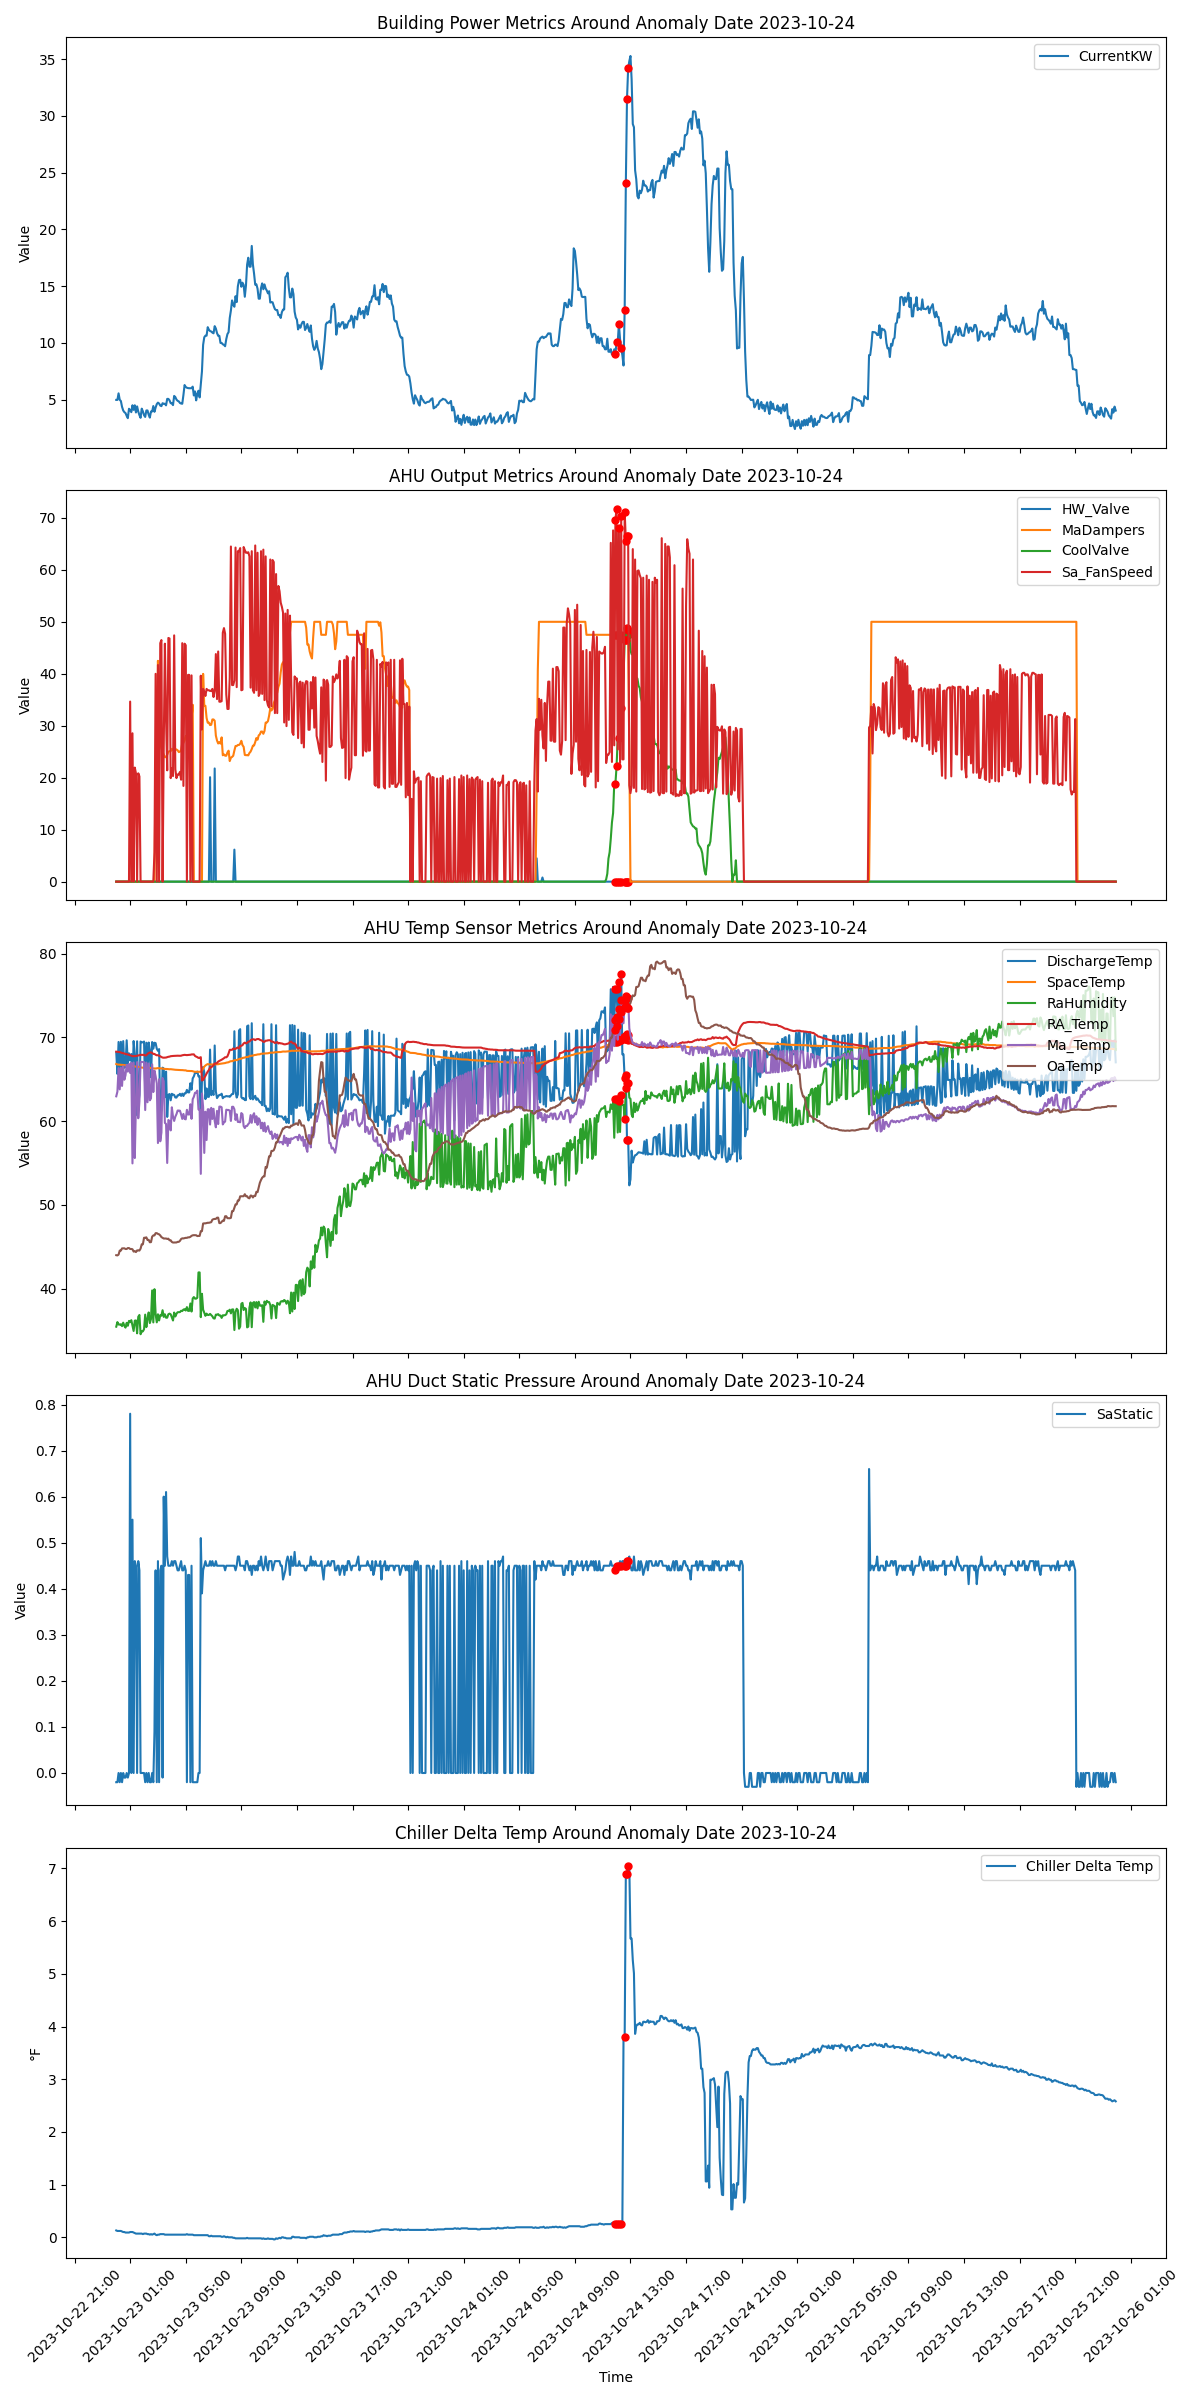 Building Power Metrics Around Anomaly Date 2023-10-24
CurrentKW
Value
35
30
25
20
15
10
5
AHU Output Metrics Around Anomaly Date 2023-10-24
HW_Valve
MaDampers
CoolValve
Sa_FanSpeed
Value
70
60
50
40
30
20
10
0
AHU Temp Sensor Metrics Around Anomaly Date 2023-10-24
DischargeTemp
SpaceTemp
RaHumidity
RA_Temp
Ma_Temp
OaTemp
Value
80
70
60
50
40
AHU Duct Static Pressure Around Anomaly Date 2023-10-24
SaStatic
Value
0.8
0.7
0.6
0.5
0.4
0.3
0.2
0.1
0.0
Chiller Delta Temp Around Anomaly Date 2023-10-24
Chiller Delta Temp
°F
7
6
5
4
3
2
1
0
2023-10-22 21:00
2023-10-23 01:00
2023-10-23 05:00
2023-10-23 09:00
2023-10-23 13:00
2023-10-23 17:00
2023-10-23 21:00
2023-10-24 01:00
2023-10-24 05:00
2023-10-24 09:00
2023-10-24 13:00
2023-10-24 17:00
2023-10-24 21:00
2023-10-25 01:00
2023-10-25 05:00
2023-10-25 09:00
2023-10-25 13:00
2023-10-25 17:00
2023-10-25 21:00
2023-10-26 01:00
Time